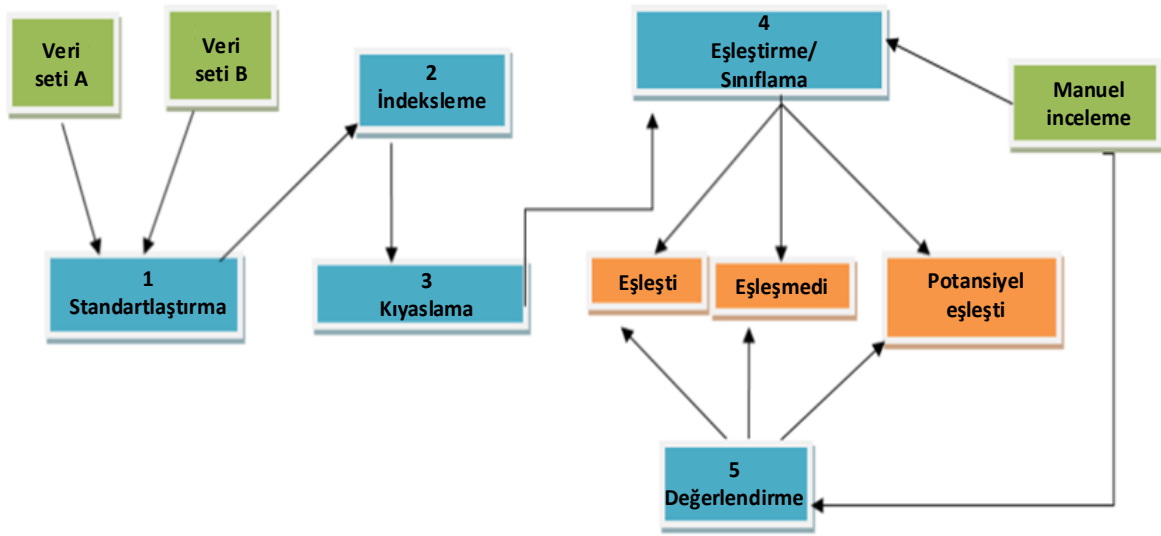 Veri
seti A
Veri
seti B
2
İndeksleme
4
Eşleştirme/
Sınıflama
Manuel
inceleme
1
Standartlaştırma
3
Kıyaslama
Eşleşti
Eşleşmedi
Potansiyel
eşleşti
5
Değerlendirme